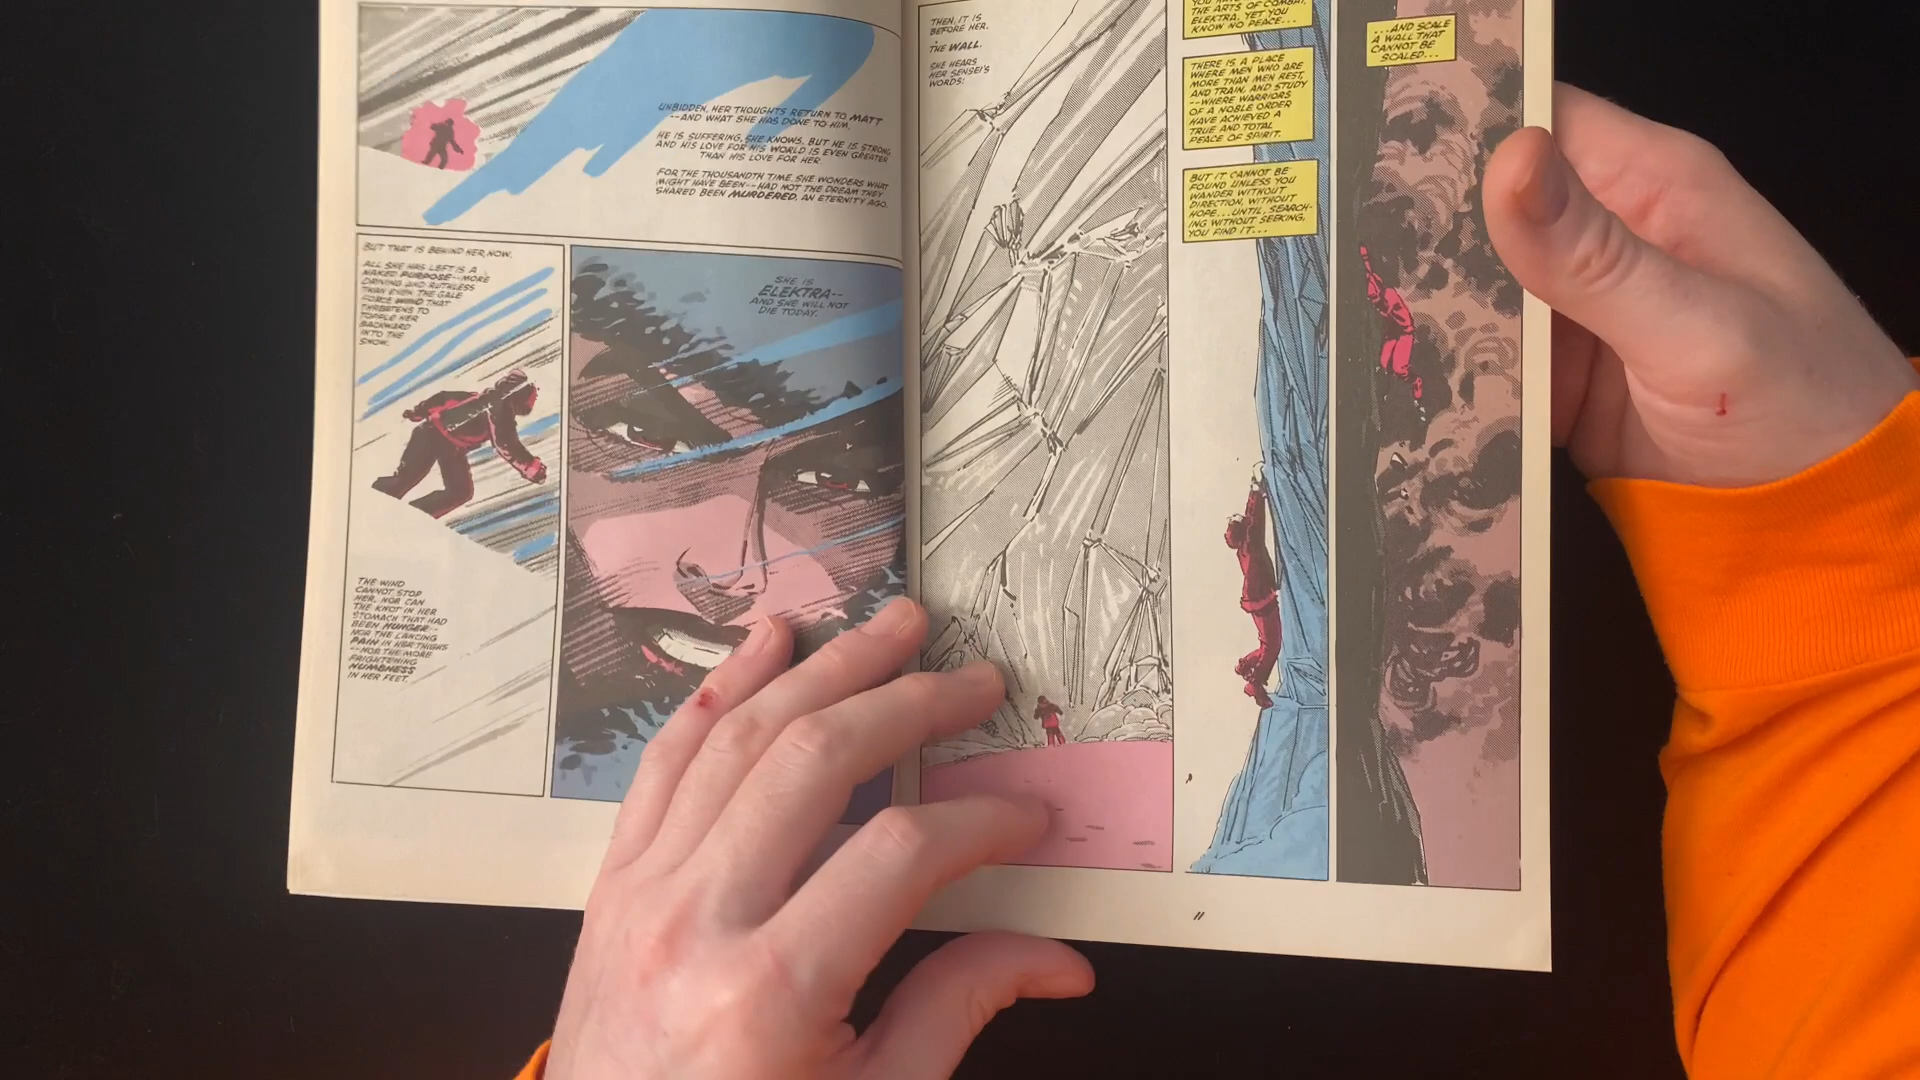 UNBIDDEN, HER THOUGHTS RETURN TO MATT
--AND WHAT SHE HAS DONE TO HIM.
HE IS SUFFERING, SHE KNOWS. BUT HE IS STRONG
AND HIS LOVE FOR HIS WORLD IS EVEN GREATER
THAN HIS LOVE FOR HER.
FOR THE THOUSANDTH TIME, SHE WONDERS WHAT
MIGHT HAVE BEEN--HAD NOT THE DREAM THEY
SHARED BEEN MURDERED, AN ETERNITY AGO.
BUT THAT IS BEHIND HER, NOW.
ALL SHE HAS LEFT IS A
NAKED PURPOSE--MORE
DRIVING AND RUTHLESS
THAN EVEN THE GALE
FORCE WIND THAT
THREATENS TO
TOPPLE HER
BACKWARD
INTO THE
SNOW.
THE WIND
CANNOT STOP
HER, NOR CAN
THE KNOT IN HER
STOMACH THAT HAD
BEEN HUNGER--
NOR THE LANCING
PAIN IN HER THIGHS
--NOR THE MORE
FRIGHTENING
NUMBNESS
IN HER FEET.
SHE IS
ELEKTRA--
AND SHE WILL NOT
DIE TODAY.
THEN, IT IS
BEFORE HER.
THE WALL.
SHE HEARS
HER SENSEI'S
WORDS:
THE ARTS OF COMBAT,
ELEKTRA, YET YOU
KNOW NO PEACE...
THERE IS A PLACE
WHERE MEN WHO ARE
MORE THAN MEN REST,
AND TRAIN, AND STUDY
--WHERE WARRIORS
OF A NOBLE ORDER
HAVE ACHIEVED A
TRUE AND TOTAL
PEACE OF SPIRIT.
BUT IT CANNOT BE
FOUND UNLESS YOU
WANDER WITHOUT
DIRECTION, WITHOUT
HOPE...UNTIL, SEARCH-
ING WITHOUT SEEKING,
YOU FIND IT...
...AND SCALE
A WALL THAT
CANNOT BE
SCALED...
11